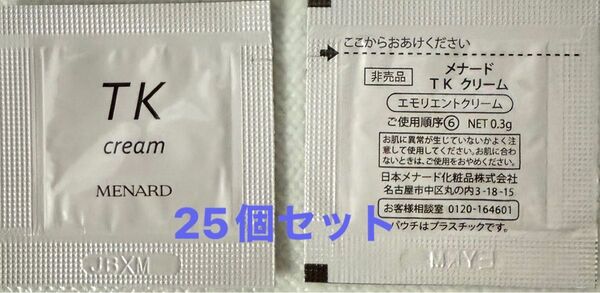 TK
cream
MENARD
JBXM
ここからおあけください
非売品
メナード
TK クリーム
エモリエントクリーム
ご使用順序⑥ NET 0.3g
お肌に異常が生じていないかよく注
意して使用してください。お肌に合わ
ないときは、ご使用をおやめください。
日本メナード化粧品株式会社
名古屋市中区丸の内3-18-15
お客様相談室 0120-164601
パウチはプラスチックです。
25個セット